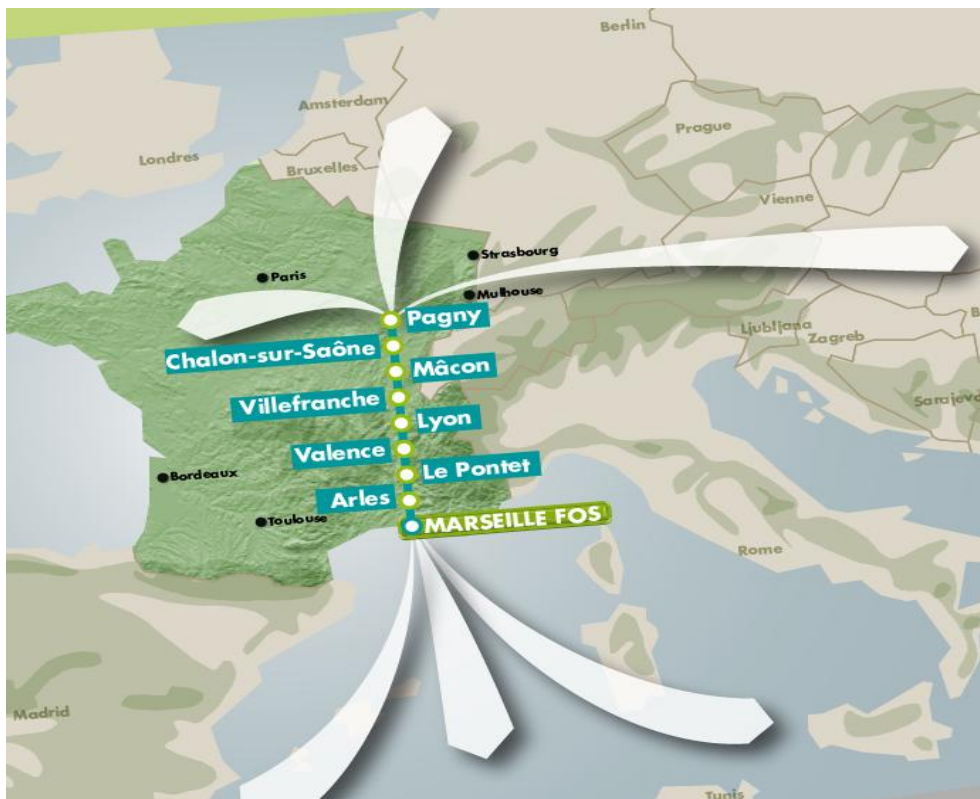 Berlin
Amsterdam
Prague
Londres
Bruxelles
Vienne
Strasbourg
Paris
Mulhouse
Pagny
Ljubljana
Zagreb
Chalon-sur-Saône
Mâcon
Villefranche
Sarajevo
Lyon
Valence
Le Pontet
Bordeaux
Arles
Toulouse
MARSEILLE FOS
Rome
Madrid
Tunis